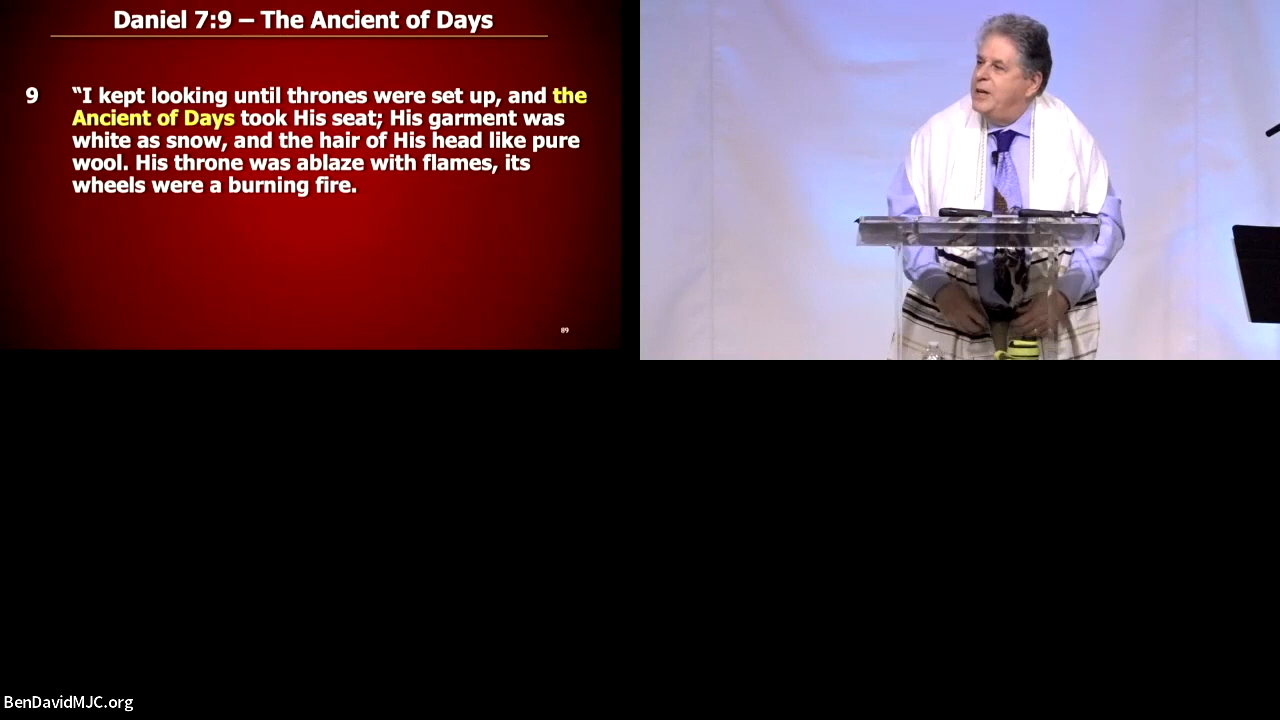 Daniel 7:9 – The Ancient of Days
9 “I kept looking until thrones were set up, and the
Ancient of Days took His seat; His garment was
white as snow, and the hair of His head like pure
wool. His throne was ablaze with flames, its
wheels were a burning fire.
89
BenDavidMJC.org